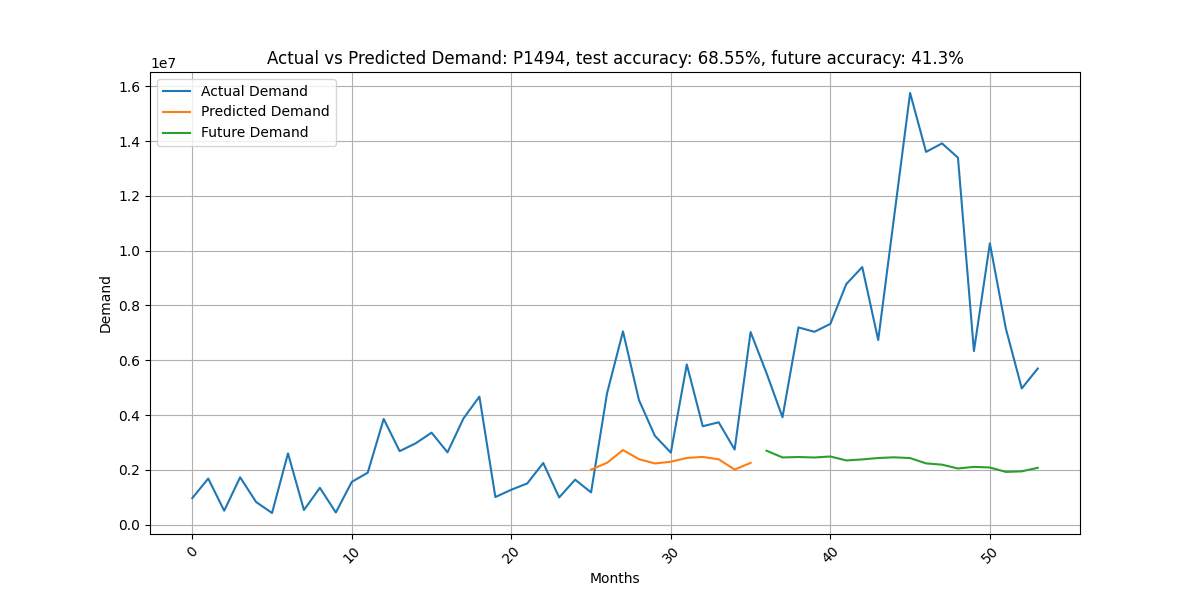 Actual vs Predicted Demand: P1494, test accuracy: 68.55%, future accuracy: 41.3%
1e7
Actual Demand
Predicted Demand
Future Demand
1.6
1.4
1.2
1.0
0.8
0.6
0.4
0.2
0.0
Demand
0
10
20
30
40
50
Months